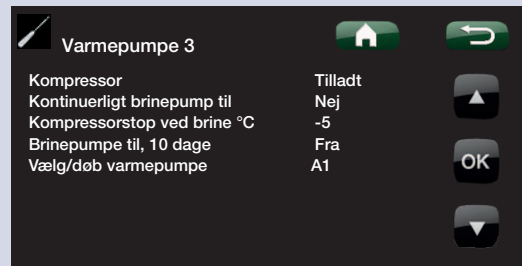 Varmepumpe 3
Kompressor Tilladt
Kontinuerligt brinepump til Nej
Kompressorstop ved brine °C -5
Brinepumpe til, 10 dage Fra
Vælg/døb varmepumpe A1
OK